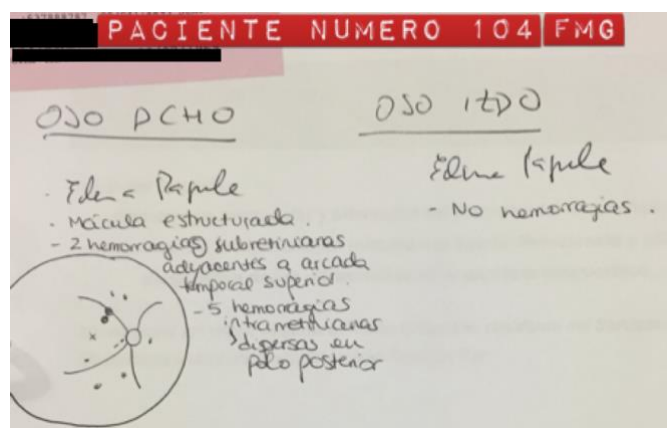 PACIENTE NUMERO 104 FMG
OJO DCHO
- Edema Papila
- Mácula estructurada.
- 2 hemorragias subretinianas
adyacentes a arcada
temporal superior.
- 5 hemorragias
intrarretinianas
dispersas en
polo posterior
OJO IZDO
Edema Papila
- No hemorragias.